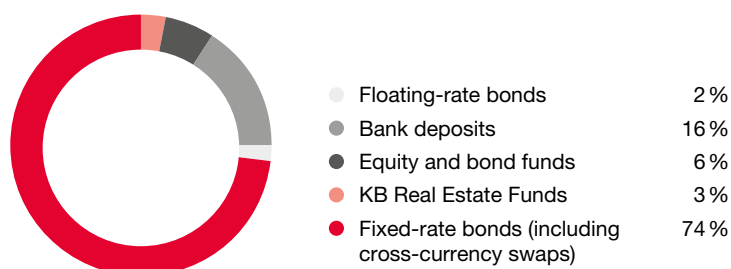 Floating-rate bonds 2 %
Bank deposits 16 %
Equity and bond funds 6 %
KB Real Estate Funds 3 %
Fixed-rate bonds (including 74 %
cross-currency swaps)